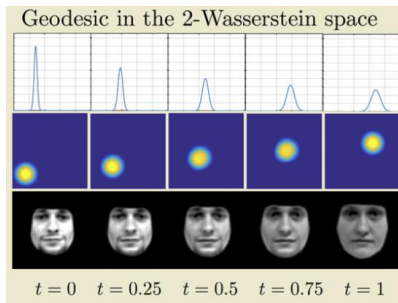 Geodesic in the 2-Wasserstein space
t = 0 t = 0.25 t = 0.5 t = 0.75 t = 1